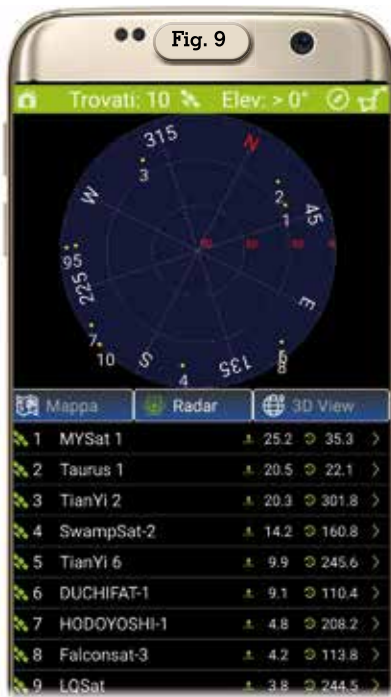 Fig. 9
Trovati: 10 Elev: > 0°
315
N
3
2
1
45
W
95
225
E
7
10
S
4
135
8
Mappa Radar 3D View
1 MYSat 1 25.2 35.3
2 Taurus 1 20.5 22.1
3 TianYi 2 20.3 301.8
4 SwampSat-2 14.2 160.8
5 TianYi 6 9.9 245.6
6 DUCHIFAT-1 9.1 110.4
7 HODOYOSHI-1 4.8 208.2
8 Falconsat-3 4.2 113.8
9 LQSat 3.8 244.5